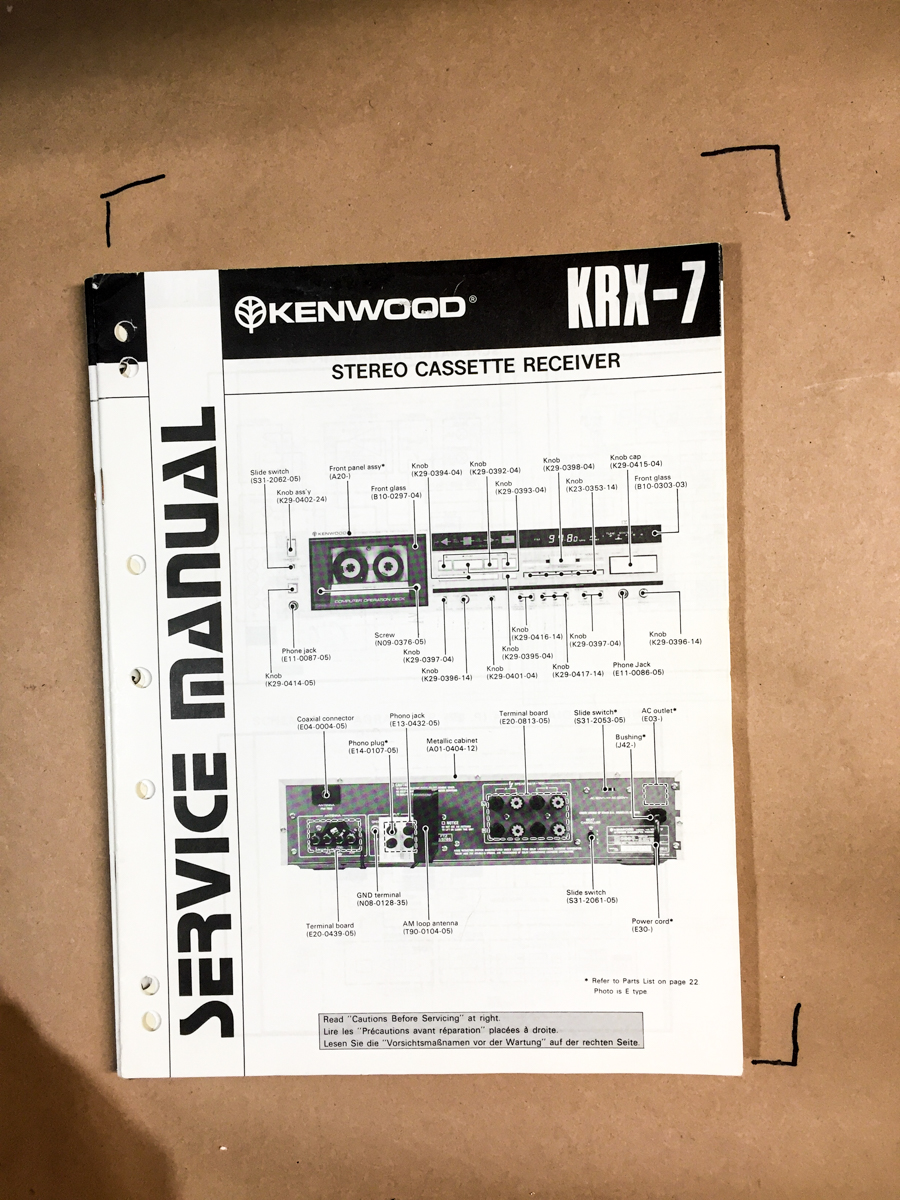 KENWOOD®
KRX-7
STEREO CASSETTE RECEIVER
SERVICE MANUAL
Slide switch
(S31-2062-05)
Knob ass'y
(K29-0402-24)
Front panel assy*
(A20-)
Front glass
(B10-0297-04)
Knob
(K29-0394-04)
Knob
(K29-0392-04)
Knob
(K29-0393-04)
Knob
(K29-0398-04)
Knob
(K23-0353-14)
Knob cap
(K29-0415-04)
Front glass
(B10-0303-03)
KENWOOD
COMPUTER OPERATION DECK
Phone jack
(E11-0087-05)
Knob
(K29-0414-05)
Screw
(N09-0376-05)
Knob
(K29-0397-04)
Knob
(K29-0396-14)
Knob
(K29-0401-04)
Knob
(K29-0395-04)
Knob
(K29-0416-14)
Knob
(K29-0417-14)
Knob
(K29-0397-04)
Phone Jack
(E11-0086-05)
Knob
(K29-0396-14)
Coaxial connector
(E04-0004-05)
Phono plug*
(E14-0107-05)
Phono jack
(E13-0432-05)
Metallic cabinet
(A01-0404-12)
Terminal board
(E20-0813-05)
Slide switch*
(S31-2053-05)
Bushing*
(J42-)
AC outlet*
(E03-)
Terminal board
(E20-0439-05)
GND terminal
(N08-0128-35)
AM loop antenna
(T90-0104-05)
Slide switch
(S31-2061-05)
Power cord*
(E30-)
* Refer to Parts List on page 22
Photo is E type
Read "Cautions Before Servicing" at right.
Lire les "Précautions avant réparation" placées à droite.
Lesen Sie die "Vorsichtsmaßnamen vor der Wartung" auf der rechten Seite.